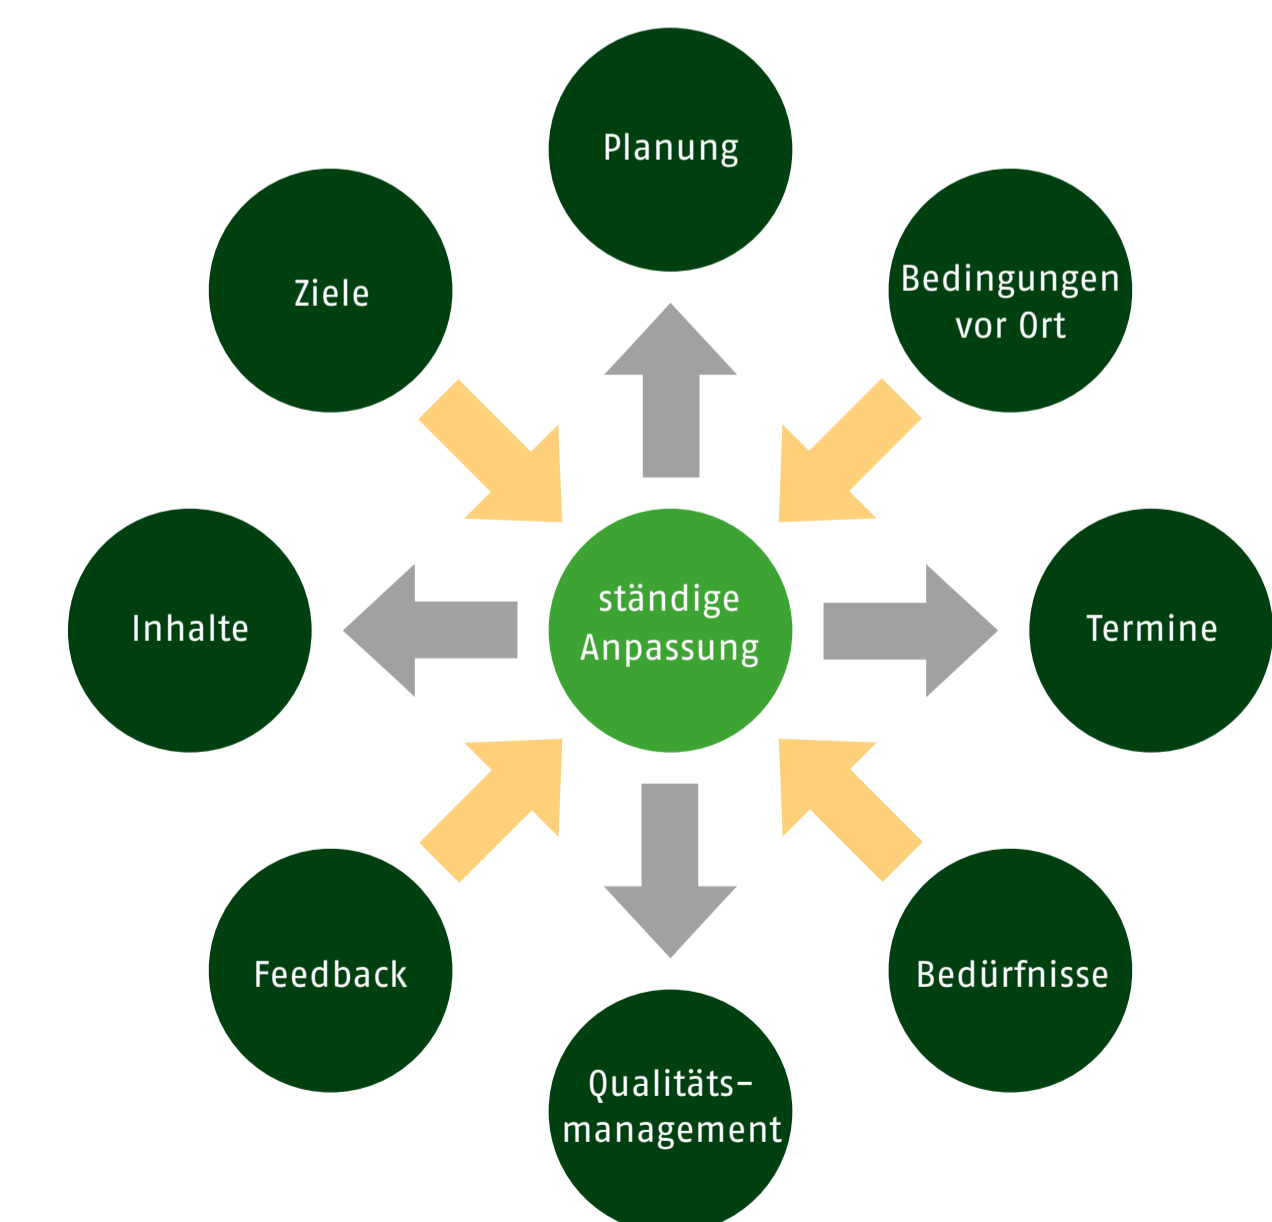 Planung
Ziele
Bedingungen
vor Ort
ständige
Anpassung
Inhalte
Termine
Feedback
Bedürfnisse
Qualitäts-
management